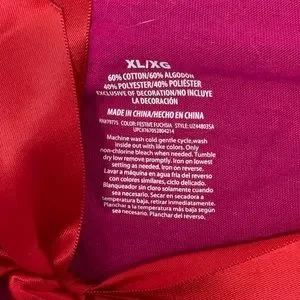 XL/XG
60% COTTON/60% ALGODÓN
40% POLYESTER/40% POLIÉSTER
EXCLUSIVE OF DECORATION/NO INCLUYE
LA DECORACIÓN
MADE IN CHINA/HECHO EN CHINA
COLOR: FESTIVE FUCHSIA STYLE:
Machine wash cold gentle cycle,wash
inside out with like colors. Only
non-chlorine bleach when needed. Tumble
dry low remove promptly. Iron on lowest
setting as needed. Iron on reverse.
Lavar a máquina en agua fría del reverso
con colores similares, ciclo delicado.
Blanqueador sin cloro solamente cuando sea
necesario. Secar en secadora a
temperatura baja, retirar inmediatamente.
Planchar a la temperatura más baja según
sea necesario. Planchar del reverso.